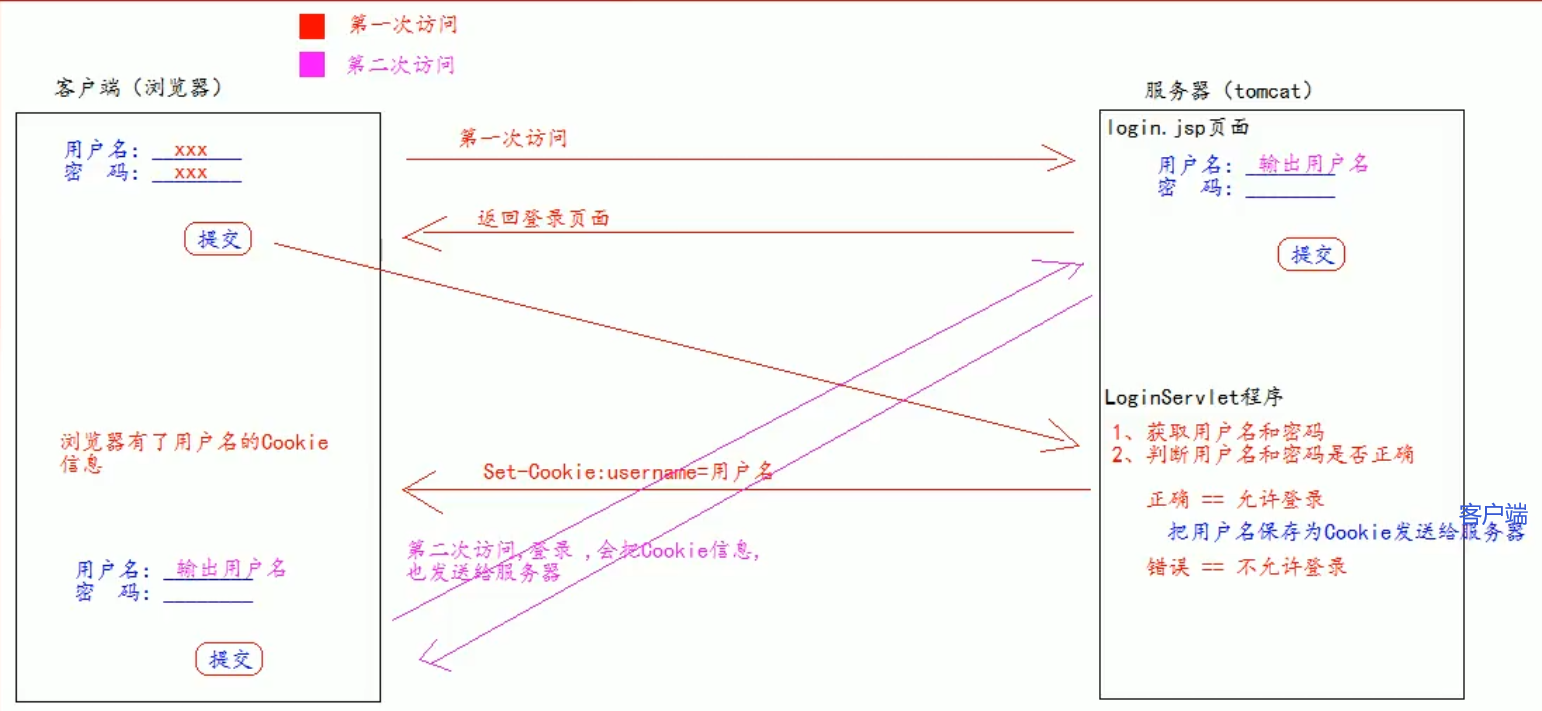 第一次访问
第二次访问
客户端（浏览器）
服务器（tomcat）
用户名: xxx
密 码: xxx
提交
第一次访问
返回登录页面
login.jsp页面
用户名: 输出用户名
密 码:
提交
浏览器有了用户名的Cookie
信息
Set-Cookie:username=用户名
LoginServlet程序
1、获取用户名和密码
2、判断用户名和密码是否正确
正确 == 允许登录
客户端
把用户名保存为Cookie发送给服务器
错误 == 不允许登录
第二次访问,登录 ,会把Cookie信息,
也发送给服务器
用户名: 输出用户名
密 码:
提交